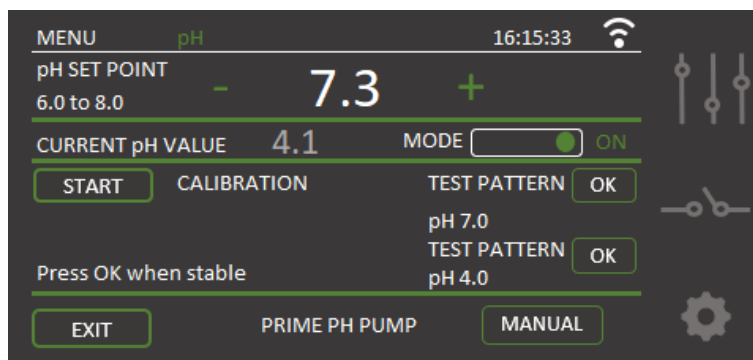 MENU pH 16:15:33
pH SET POINT
6.0 to 8.0 - 7.3 +
CURRENT pH VALUE 4.1 MODE ON
START CALIBRATION TEST PATTERN OK
pH 7.0
TEST PATTERN OK
Press OK when stable pH 4.0
EXIT PRIME PH PUMP MANUAL